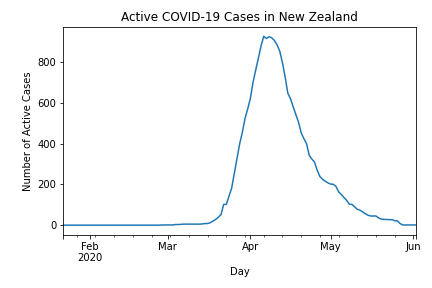 Active COVID-19 Cases in New Zealand
Number of Active Cases
800
600
400
200
0
Feb
2020
Mar
Apr
May
Jun
Day